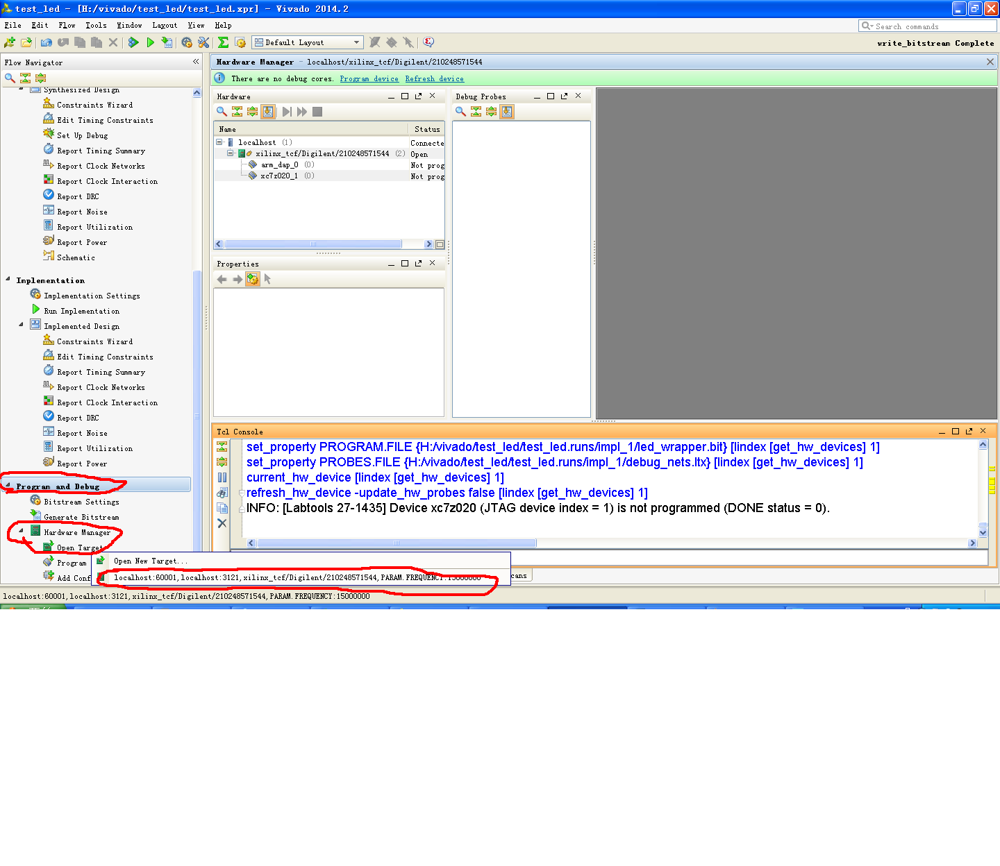 test_led - [H:/vivado/test_led/test_led.xpr] - Vivado 2014.2
File Edit Flow Tools Window Layout View Help
Search commands
Default Layout
write_bitstream Complete
Flow Navigator
Synthesized Design
Constraints Wizard
Edit Timing Constraints
Set Up Debug
Report Timing Summary
Report Clock Networks
Report Clock Interaction
Report DRC
Report Noise
Report Utilization
Report Power
Schematic
Implementation
Implementation Settings
Run Implementation
Implemented Design
Constraints Wizard
Edit Timing Constraints
Report Timing Summary
Report Clock Networks
Report Clock Interaction
Report DRC
Report Noise
Report Utilization
Report Power
Program and Debug
Bitstream Settings
Generate Bitstream
Hardware Manager
Open Target
Program
Add Conf
Hardware Manager - localhost/xilinx_tcf/Digilent/210248571544
There are no debug cores. Program device Refresh device
Hardware
Name Status
localhost (1) Connecte
xilinx_tcf/Digilent/210248571544 (2) Open
arm_dap_0 (0) Not prog
xc7z020_1 (0) Not prog
Debug Probes
Properties
Tcl Console
set_property PROGRAM.FILE {H:/vivado/test_led/test_led.runs/impl_1/led_wrapper.bit} [lindex [get_hw_devices] 1]
set_property PROBES.FILE {H:/vivado/test_led/test_led.runs/impl_1/debug_nets.ltx} [lindex [get_hw_devices] 1]
current_hw_device [lindex [get_hw_devices] 1]
refresh_hw_device -update_hw_probes false [lindex [get_hw_devices] 1]
INFO: [Labtools 27-1435] Device xc7z020 (JTAG device index = 1) is not programmed (DONE status = 0).
Open New Target...
localhost:60001,localhost:3121,xilinx_tcf/Digilent/210248571544,PARAM.FREQUENCY:15000000
cans
localhost:60001,localhost:3121,xilinx_tcf/Digilent/210248571544,PARAM.FREQUENCY:15000000